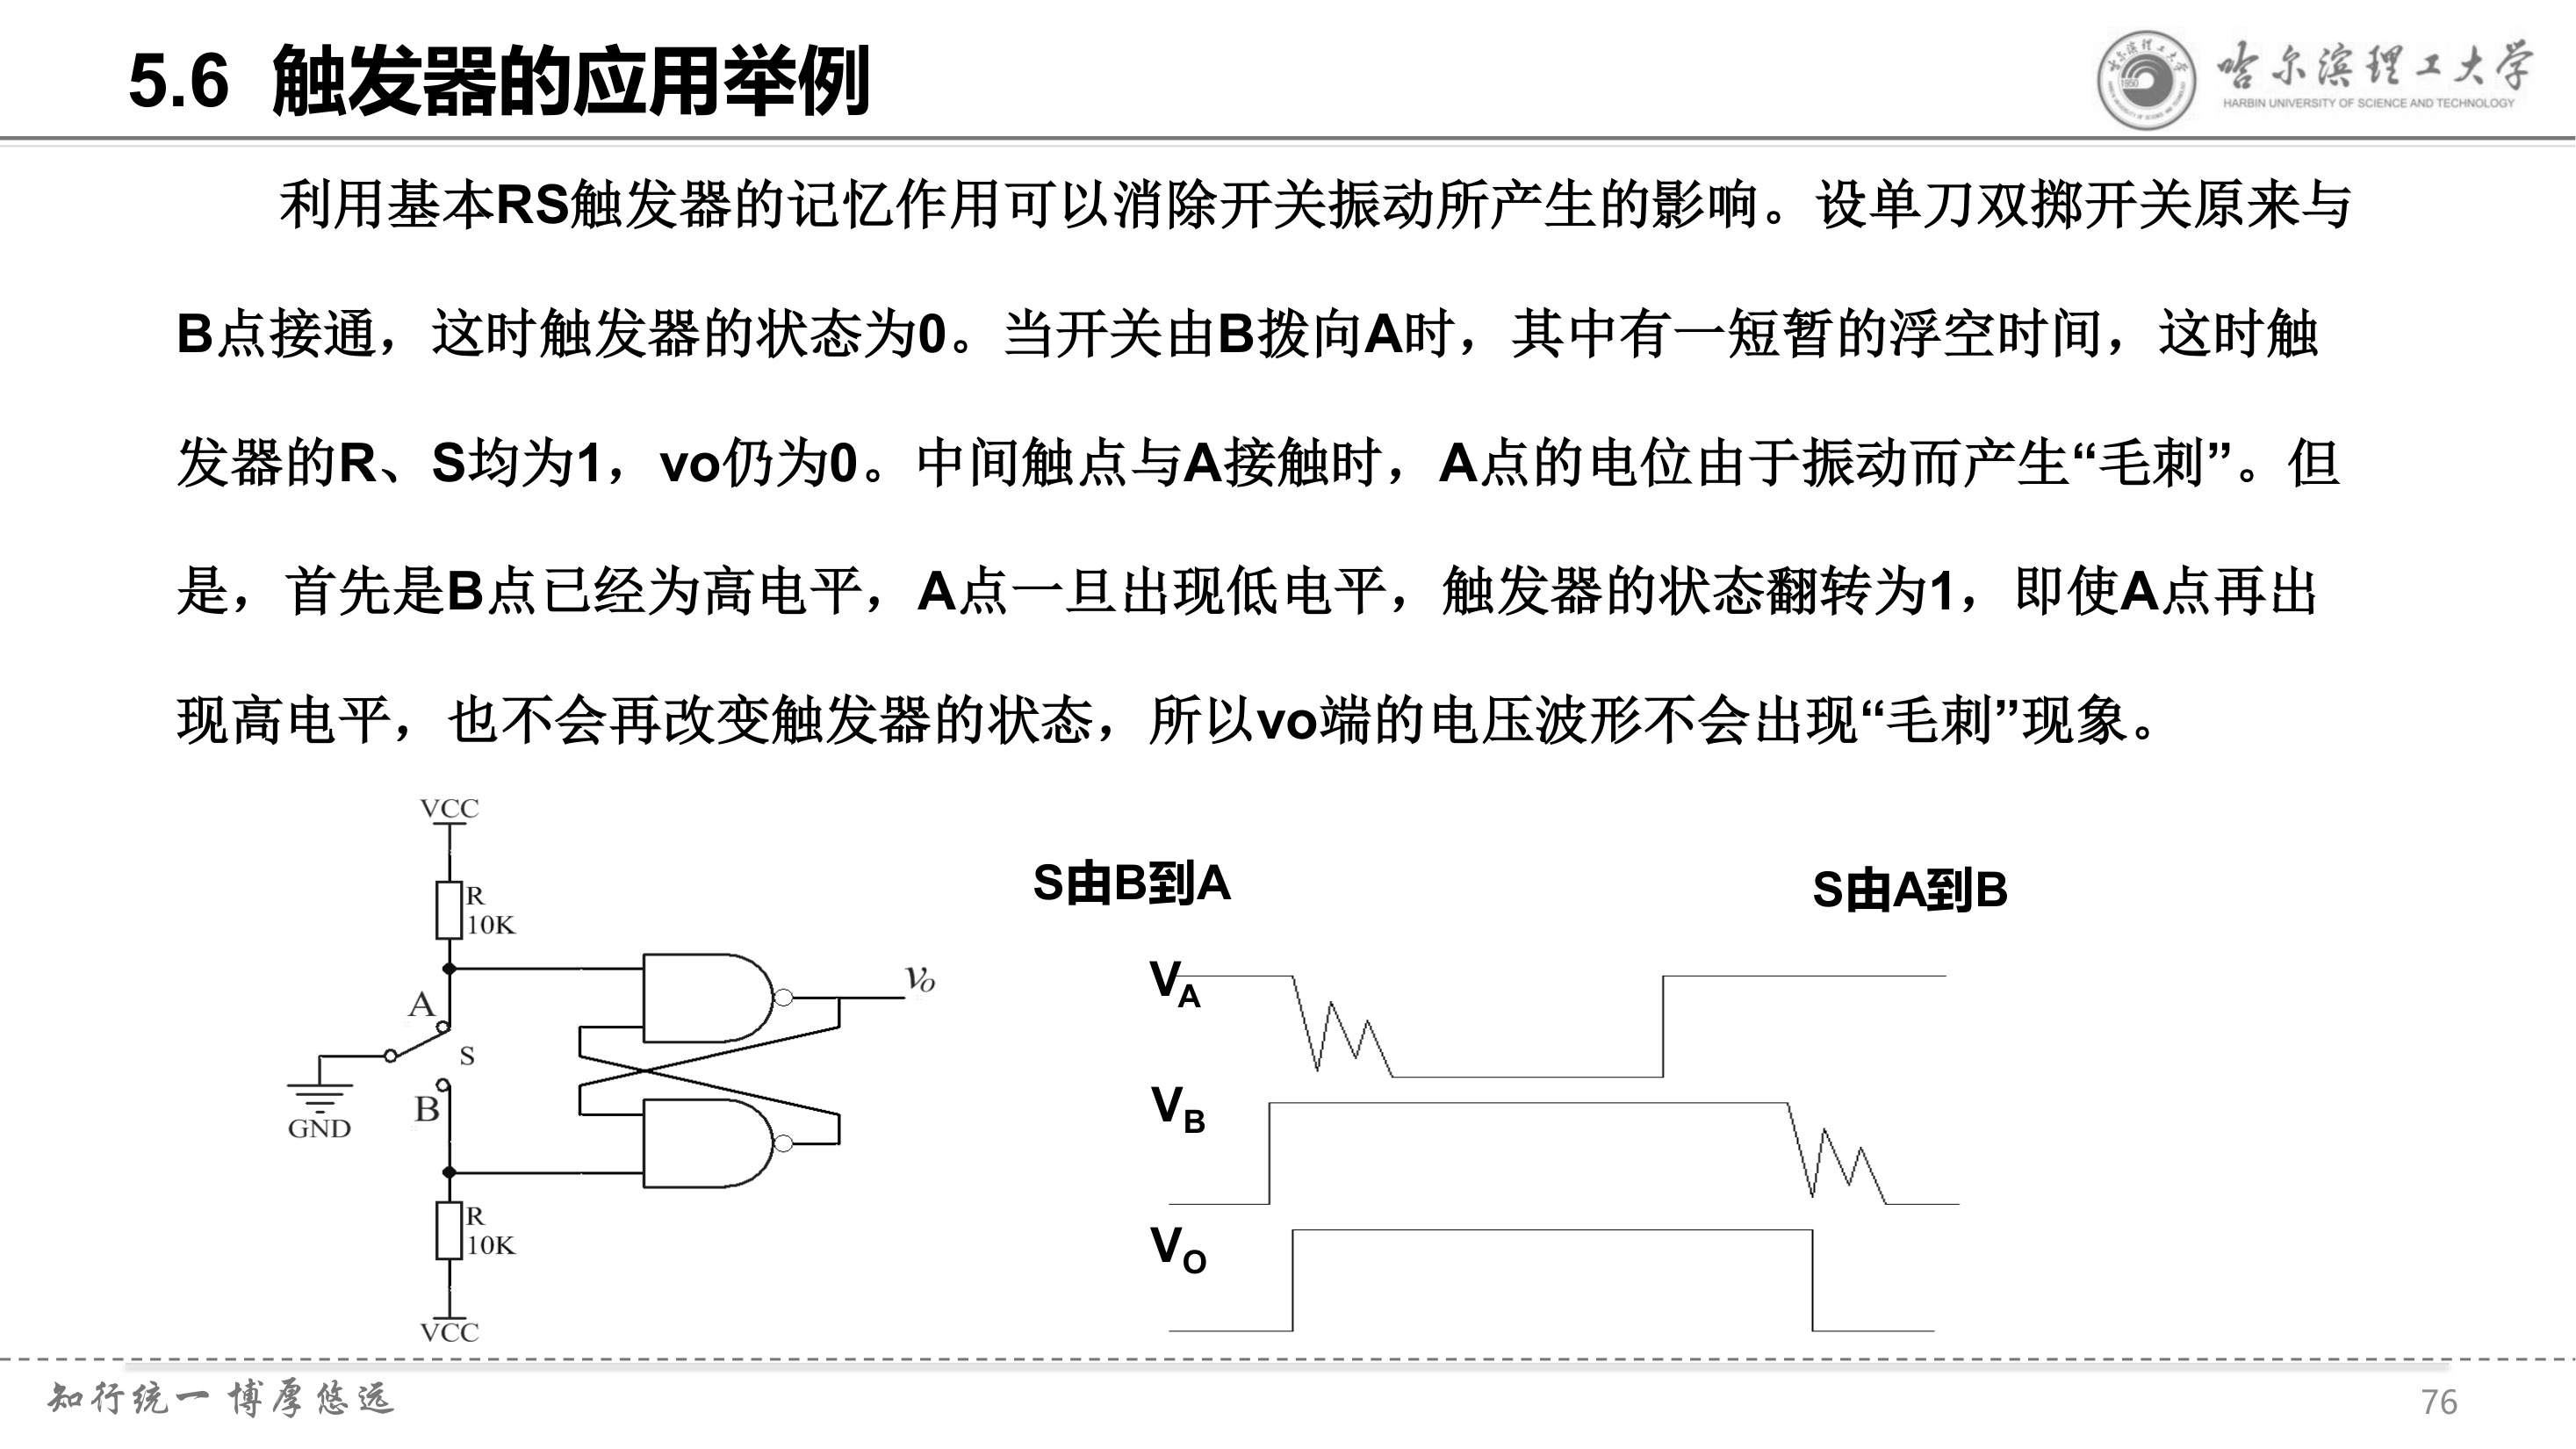 5.6 触发器的应用举例
哈尔滨理工大学
HARBIN UNIVERSITY OF SCIENCE AND TECHNOLOGY
1950
利用基本RS触发器的记忆作用可以消除开关振动所产生的影响。设单刀双掷开关原来与
B点接通，这时触发器的状态为0。当开关由B拨向A时，其中有一短暂的浮空时间，这时触
发器的R、S均为1，vo仍为0。中间触点与A接触时，A点的电位由于振动而产生“毛刺”。但
是，首先是B点已经为高电平，A点一旦出现低电平，触发器的状态翻转为1，即使A点再出
现高电平，也不会再改变触发器的状态，所以vo端的电压波形不会出现“毛刺”现象。
VCC
R
10K
A
S
B
GND
R
10K
VCC
vo
S由B到A
S由A到B
VA
VB
VO
知行统一 博厚悠远
76